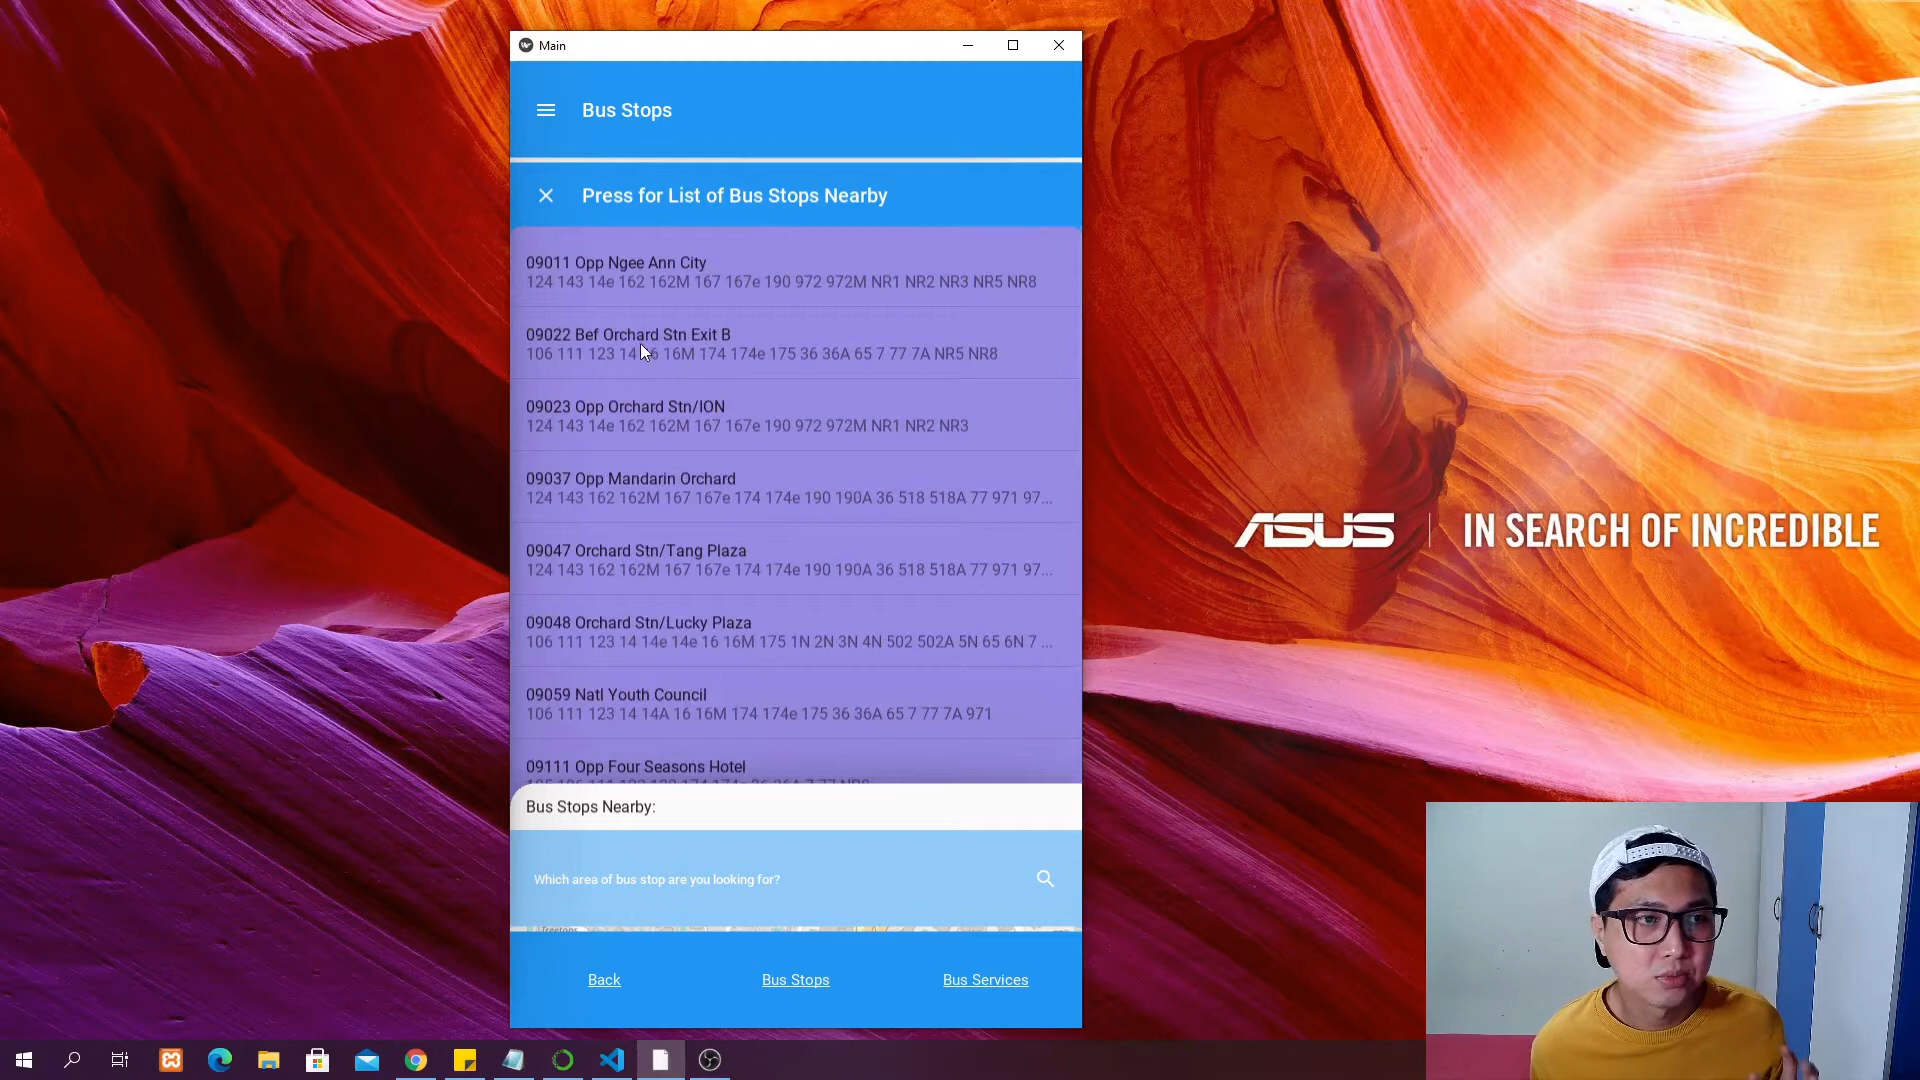 Main
Bus Stops
Press for List of Bus Stops Nearby
09011 Opp Ngee Ann City
124 143 14e 162 162M 167 167e 190 972 972M NR1 NR2 NR3 NR5 NR8
09022 Bef Orchard Stn Exit B
106 111 123 14 16M 174 174e 175 36 36A 65 7 77 7A NR5 NR8
09023 Opp Orchard Stn/ION
124 143 14e 162 162M 167 167e 190 972 972M NR1 NR2 NR3
09037 Opp Mandarin Orchard
124 143 162 162M 167 167e 174 174e 190 190A 36 518 518A 77 971 97...
09047 Orchard Stn/Tang Plaza
124 143 162 162M 167 167e 174 174e 190 190A 36 518 518A 77 971 97...
09048 Orchard Stn/Lucky Plaza
106 111 123 14 14e 14e 16 16M 175 1N 2N 3N 4N 502 502A 5N 65 6N 7 ...
09059 Natl Youth Council
106 111 123 14 14A 16 16M 174 174e 175 36 36A 65 7 77 7A 971
09111 Opp Four Seasons Hotel
Bus Stops Nearby:
Which area of bus stop are you looking for?
Back
Bus Stops
Bus Services
ASUS
IN SEARCH OF INCREDIBLE